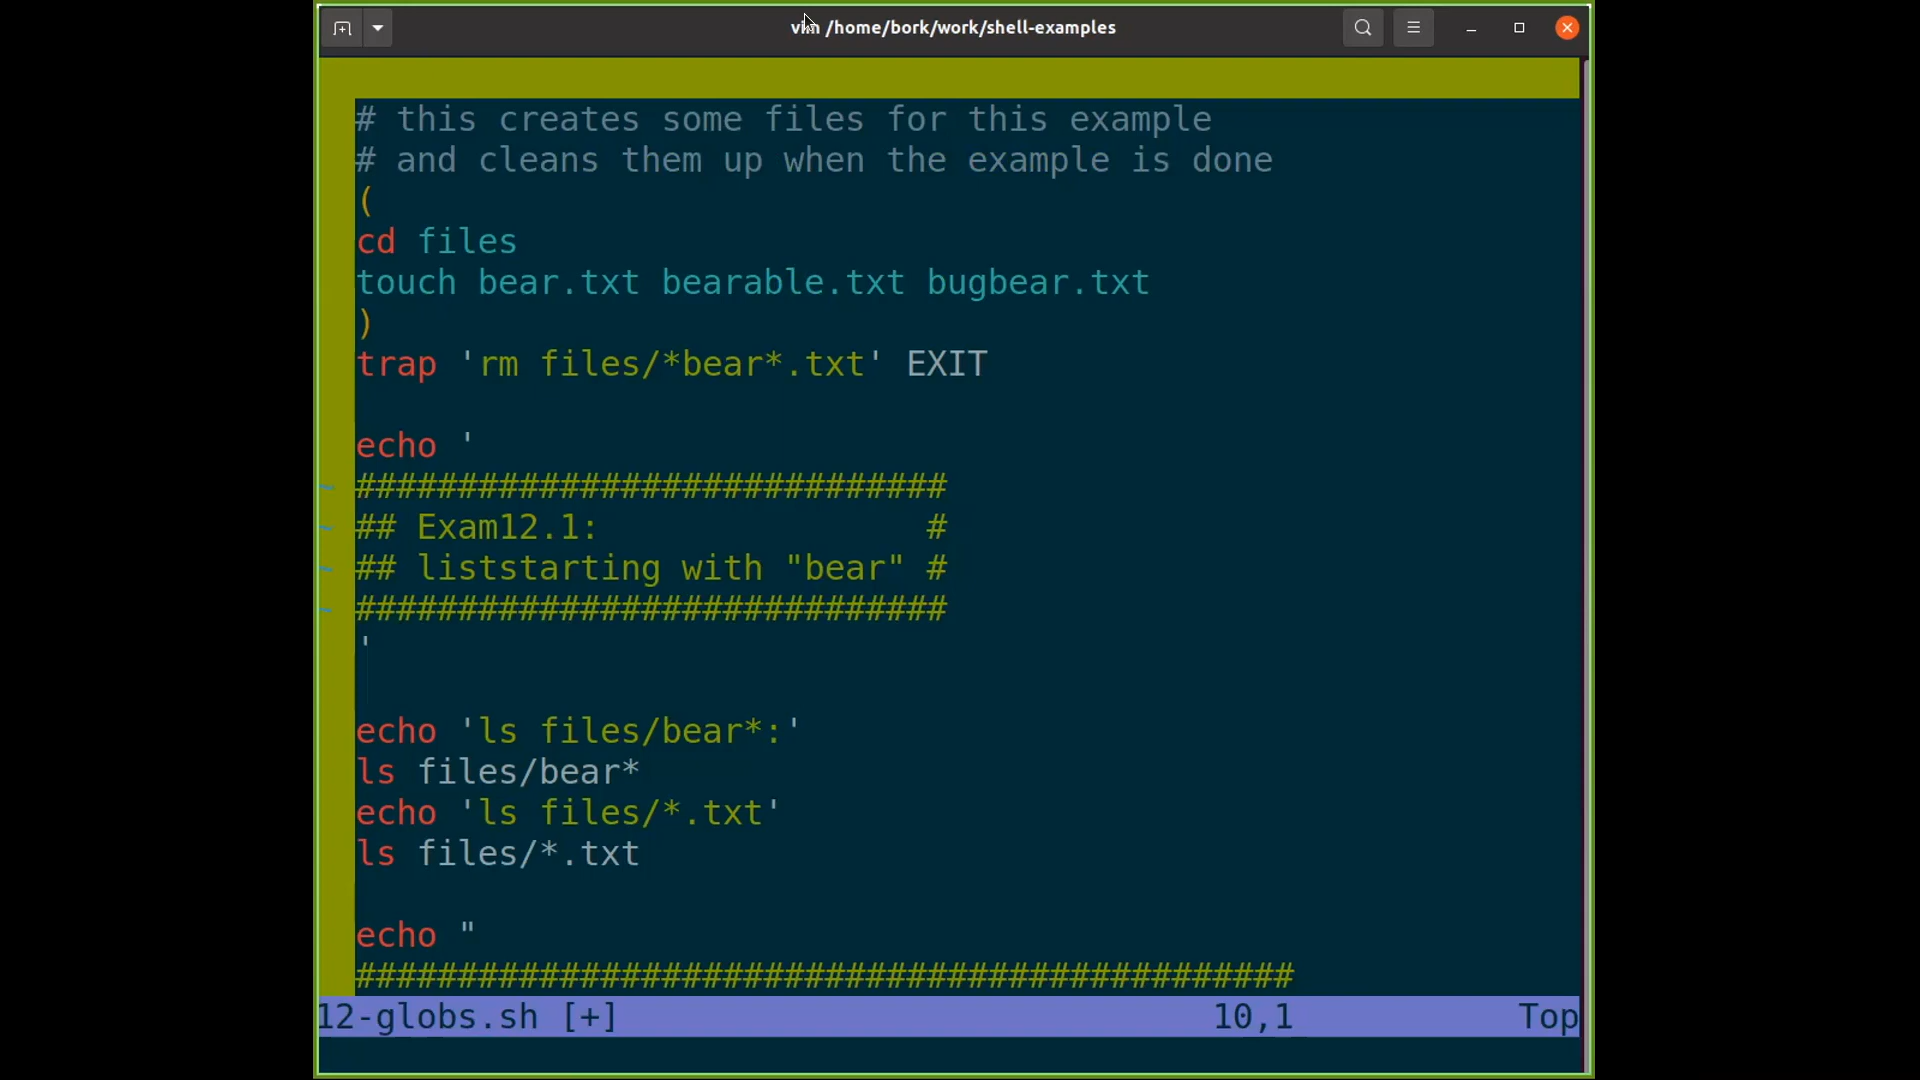 vim /home/bork/work/shell-examples
# this creates some files for this example
# and cleans them up when the example is done
(
cd files
touch bear.txt bearable.txt bugbear.txt
)
trap 'rm files/*bear*.txt' EXIT
echo '
~ #############################
~ ## Exam12.1:                #
~ ## liststarting with "bear" #
~ #############################
'
echo 'ls files/bear*:'
ls files/bear*
echo 'ls files/*.txt'
ls files/*.txt
echo "
##############################################
12-globs.sh [+] 10,1 Top